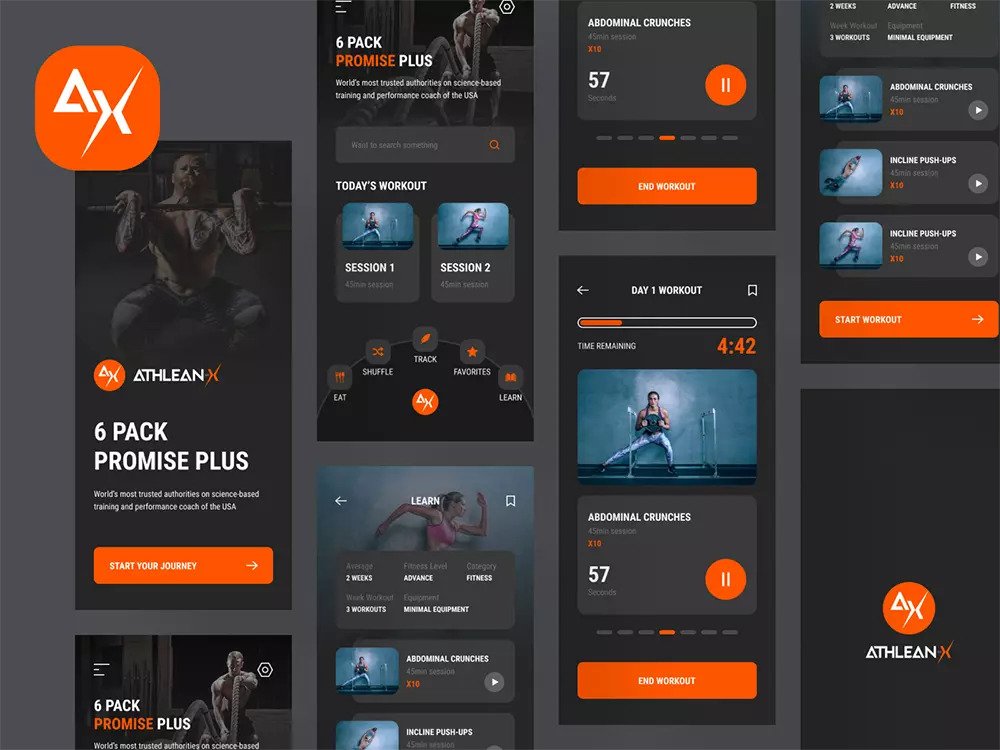 AX
AX ATHLEAN-X
6 PACK
PROMISE PLUS
World's most trusted authorities on science-based
training and performance coach of the USA
START YOUR JOURNEY
6 PACK
PROMISE PLUS
World's most trusted authorities on science-based
6 PACK
PROMISE PLUS
World's most trusted authorities on science-based
training and performance coach of the USA
Want to search something
TODAY'S WORKOUT
SESSION 1
45min session
SESSION 2
45min session
EAT
SHUFFLE
TRACK
FAVORITES
LEARN
AX
LEARN
Average Fitness Level Category
2 WEEKS ADVANCE FITNESS
Week Workout Equipment
3 WORKOUTS MINIMAL EQUIPMENT
ABDOMINAL CRUNCHES
45min session
X10
INCLINE PUSH-UPS
45min session
ABDOMINAL CRUNCHES
45min session
X10
57
Seconds
END WORKOUT
DAY 1 WORKOUT
TIME REMAINING 4:42
ABDOMINAL CRUNCHES
45min session
X10
57
Seconds
END WORKOUT
2 WEEKS ADVANCE FITNESS
Week Workout Equipment
3 WORKOUTS MINIMAL EQUIPMENT
ABDOMINAL CRUNCHES
45min session
X10
INCLINE PUSH-UPS
45min session
X10
INCLINE PUSH-UPS
45min session
X10
START WORKOUT
AX
ATHLEAN-X